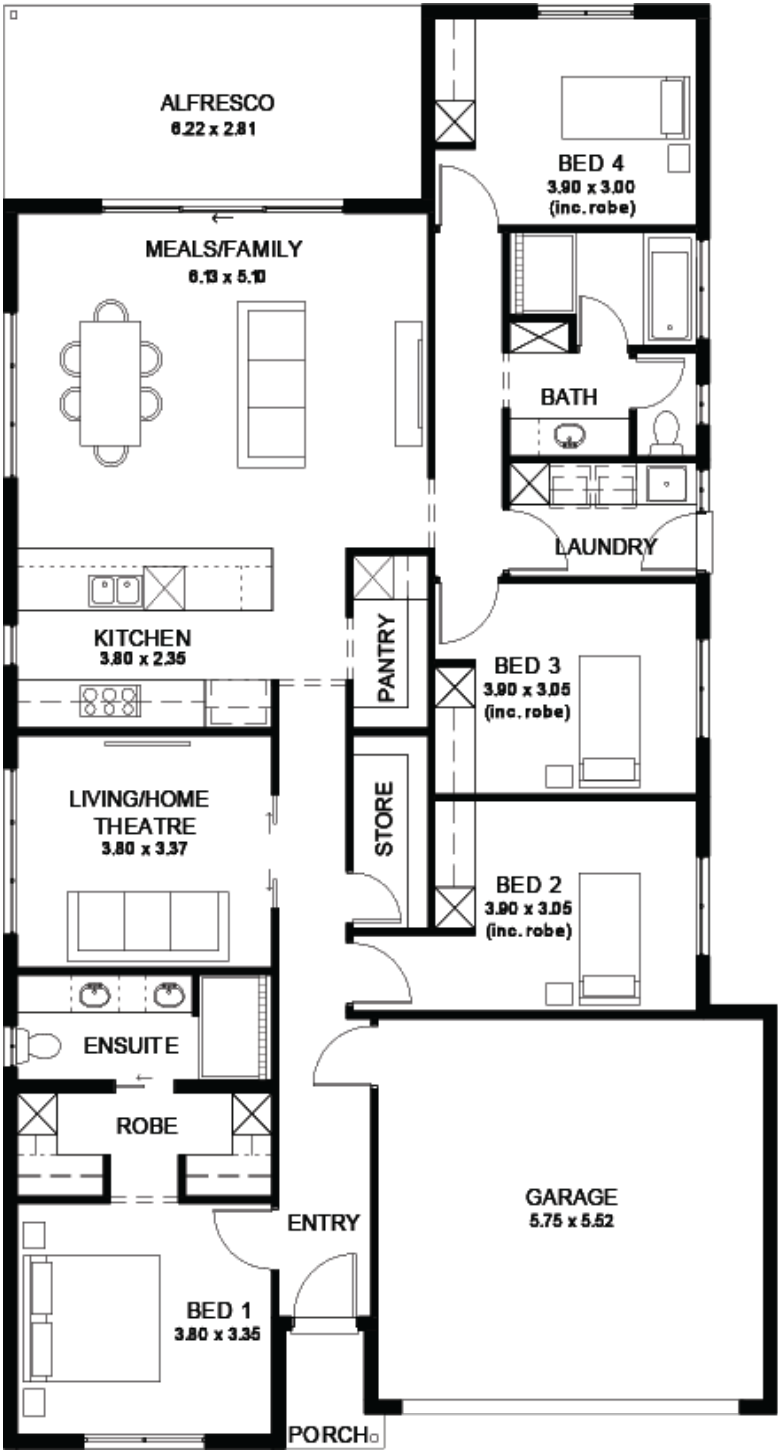 ALFRESCO
6.22 x 2.81
BED 4
3.90 x 3.00
(inc. robe)
MEALS/FAMILY
6.13 x 5.10
BATH
LAUNDRY
KITCHEN
3.80 x 2.35
PANTRY
BED 3
3.90 x 3.05
(inc. robe)
LIVING/HOME
THEATRE
3.80 x 3.37
STORE
BED 2
3.90 x 3.05
(inc. robe)
ENSUITE
ROBE
GARAGE
5.75 x 5.52
ENTRY
BED 1
3.80 x 3.35
PORCH